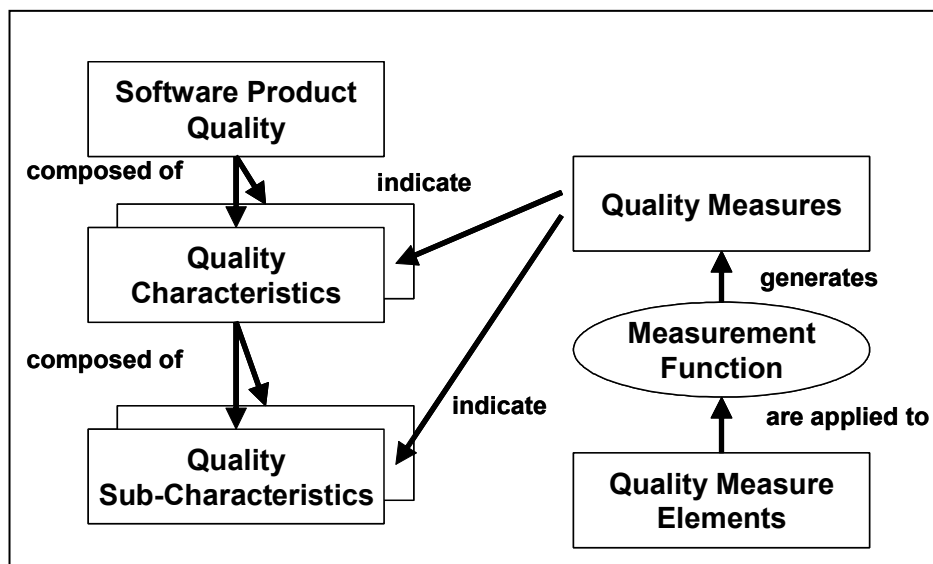 Software Product
Quality
composed of
indicate
Quality Measures
Quality
Characteristics
generates
Measurement
Function
composed of
indicate
are applied to
Quality
Sub-Characteristics
Quality Measure
Elements